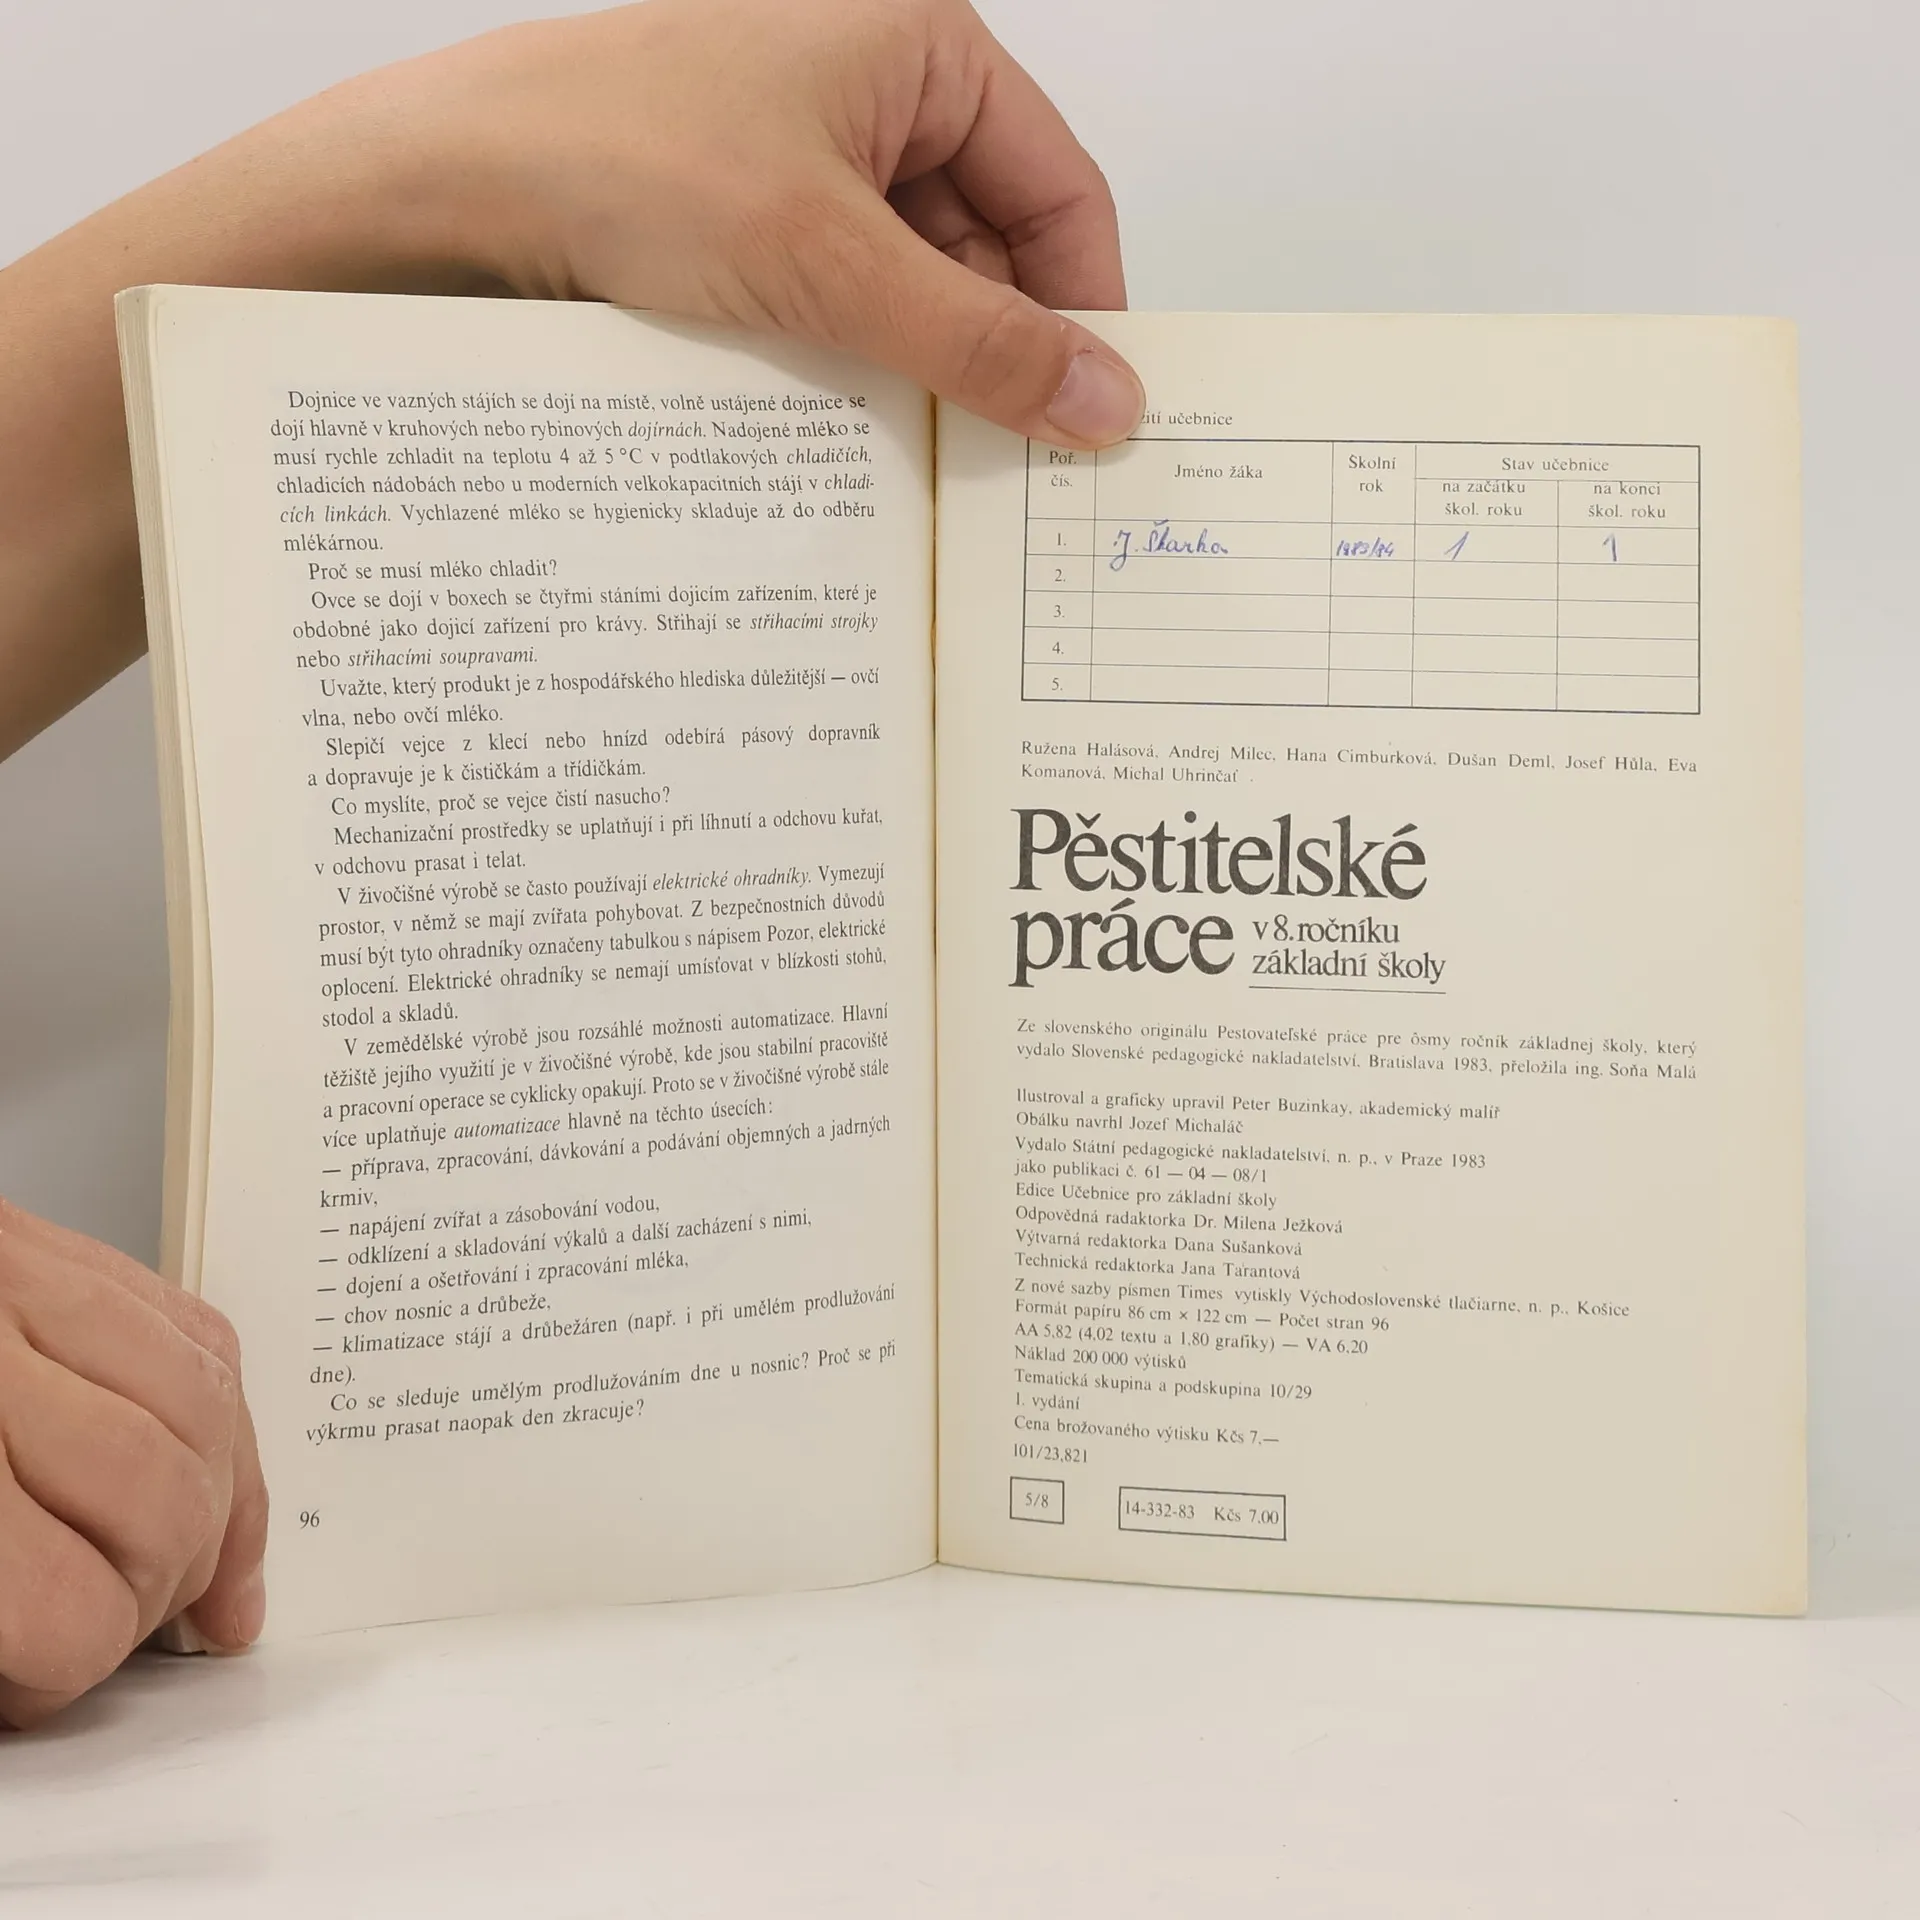 Dojnice ve vazných stájích se dojí na místě, volně ustájené dojnice se
dojí hlavně v kruhových nebo rybinových dojírnách. Nadojené mléko se
musí rychle zchladit na teplotu 4 až 5 °C v podtlakových chladičích,
chladicích nádobách nebo u moderních velkokapacitních stájí v chladi-
cích linkách. Vychlazené mléko se hygienicky skladuje až do odběru
mlékárnou.
Proč se musí mléko chladit?
Ovce se dojí v boxech se čtyřmi stáními dojicím zařízením, které je
obdobné jako dojicí zařízení pro krávy. Střihají se střihacími strojky
nebo střihacími soupravami.
Uvažte, který produkt je z hospodářského hlediska důležitější — ovčí
vlna, nebo ovčí mléko.
Slepičí vejce z klecí nebo hnízd odebírá pásový dopravník
a dopravuje je k čističkám a třídičkám.
Co myslíte, proč se vejce čistí nasucho?
Mechanizační prostředky se uplatňují i při líhnutí a odchovu kuřat,
v odchovu prasat i telat.
V živočišné výrobě se často používají elektrické ohradníky. Vymezují
prostor, v němž se mají zvířata pohybovat. Z bezpečnostních důvodů
musí být tyto ohradníky označeny tabulkou s nápisem Pozor, elektrické
oplocení. Elektrické ohradníky se nemají umísťovat v blízkosti stohů,
stodol a skladů.
V zemědělské výrobě jsou rozsáhlé možnosti automatizace. Hlavní
těžiště jejího využití je v živočišné výrobě, kde jsou stabilní pracoviště
a pracovní operace se cyklicky opakují. Proto se v živočišné výrobě stále
více uplatňuje automatizace hlavně na těchto úsecích:
— příprava, zpracování, dávkování a podávání objemných a jadrných
krmiv,
— napájení zvířat a zásobování vodou,
— odklízení a skladování výkalů a další zacházení s nimi,
— dojení a ošetřování i zpracování mléka,
— chov nosnic a drůbeže,
— klimatizace stájí a drůbežáren (např. i při umělém prodlužování
dne).
Co se sleduje umělým prodlužováním dne u nosnic? Proč se při
výkrmu prasat naopak den zkracuje?
96
učebnice
Poř. čís. Jméno žáka Školní rok Stav učebnice
na začátku škol. roku na konci škol. roku
1. J. Škarka 1983/84 1 1
2.
3.
4.
5.
Ružena Halásová, Andrej Milec, Hana Cimburková, Dušan Deml, Josef Hůla, Eva
Komanová, Michal Uhrinčať
Pěstitelské
práce v 8. ročníku
základní školy
Ze slovenského originálu Pestovateľské práce pre ôsmy ročník základnej školy, který
vydalo Slovenské pedagogické nakladatelství, Bratislava 1983, přeložila ing. Soňa Malá
Ilustroval a graficky upravil Peter Buzinkay, akademický malíř
Obálku navrhl Jozef Michaláč
Vydalo Státní pedagogické nakladatelství, n. p., v Praze 1983
jako publikaci č. 61 — 04 — 08/1
Edice Učebnice pro základní školy
Odpovědná radaktorka Dr. Milena Ježková
Výtvarná redaktorka Dana Sušanková
Technická redaktorka Jana Tarantová
Z nové sazby písmen Times vytiskly Východoslovenské tlačiarne, n. p., Košice
Formát papíru 86 cm × 122 cm — Počet stran 96
AA 5,82 (4,02 textu a 1,80 grafiky) — VA 6,20
Náklad 200 000 výtisků
Tematická skupina a podskupina 10/29
1. vydání
Cena brožovaného výtisku Kčs 7,—
101/23,821
5/8
14-332-83 Kčs 7,00